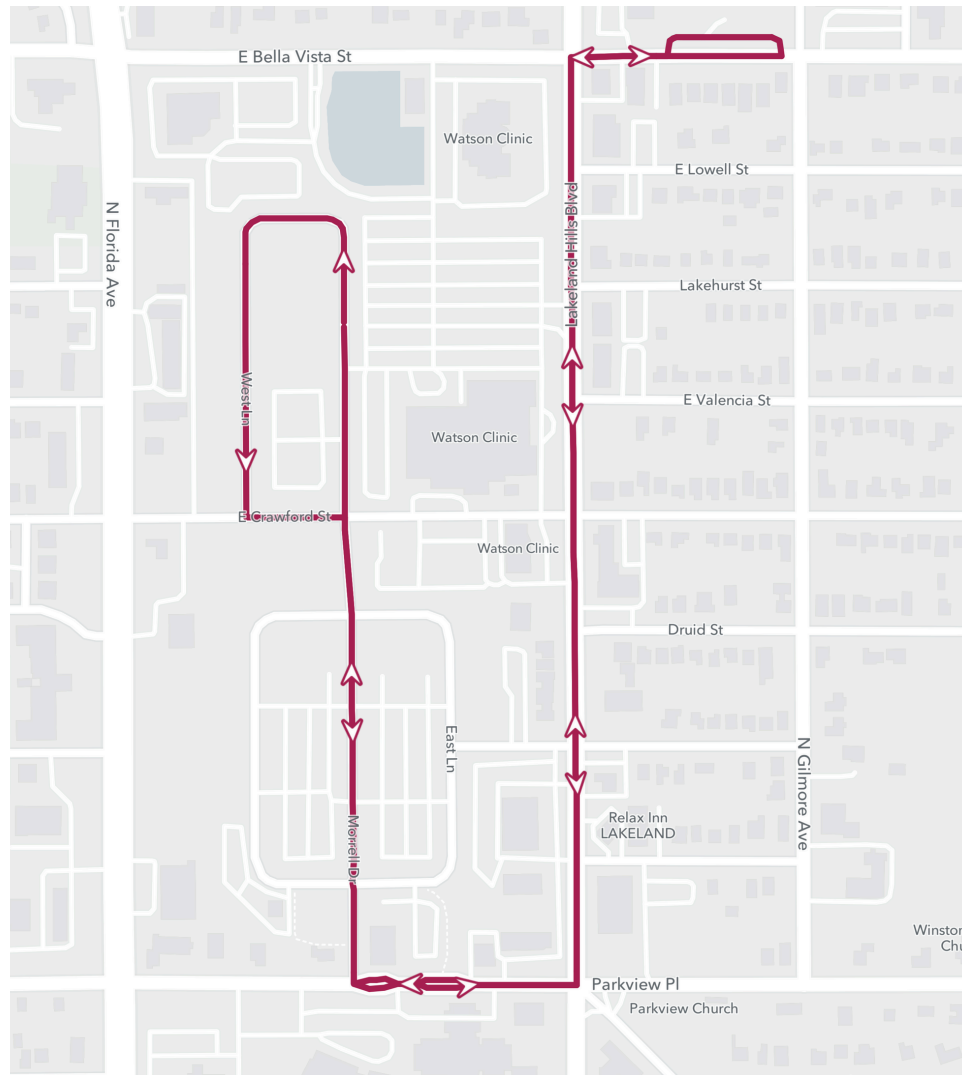 E Bella Vista St
Watson Clinic
E Lowell St
N Florida Ave
Lakeland Hills Blvd
Lakehurst St
West Ln
E Valencia St
Watson Clinic
E Crawford St
Watson Clinic
Druid St
East Ln
N Gilmore Ave
Relax Inn
LAKELAND
Morrell Dr
Winston
Chu
Parkview Pl
Parkview Church